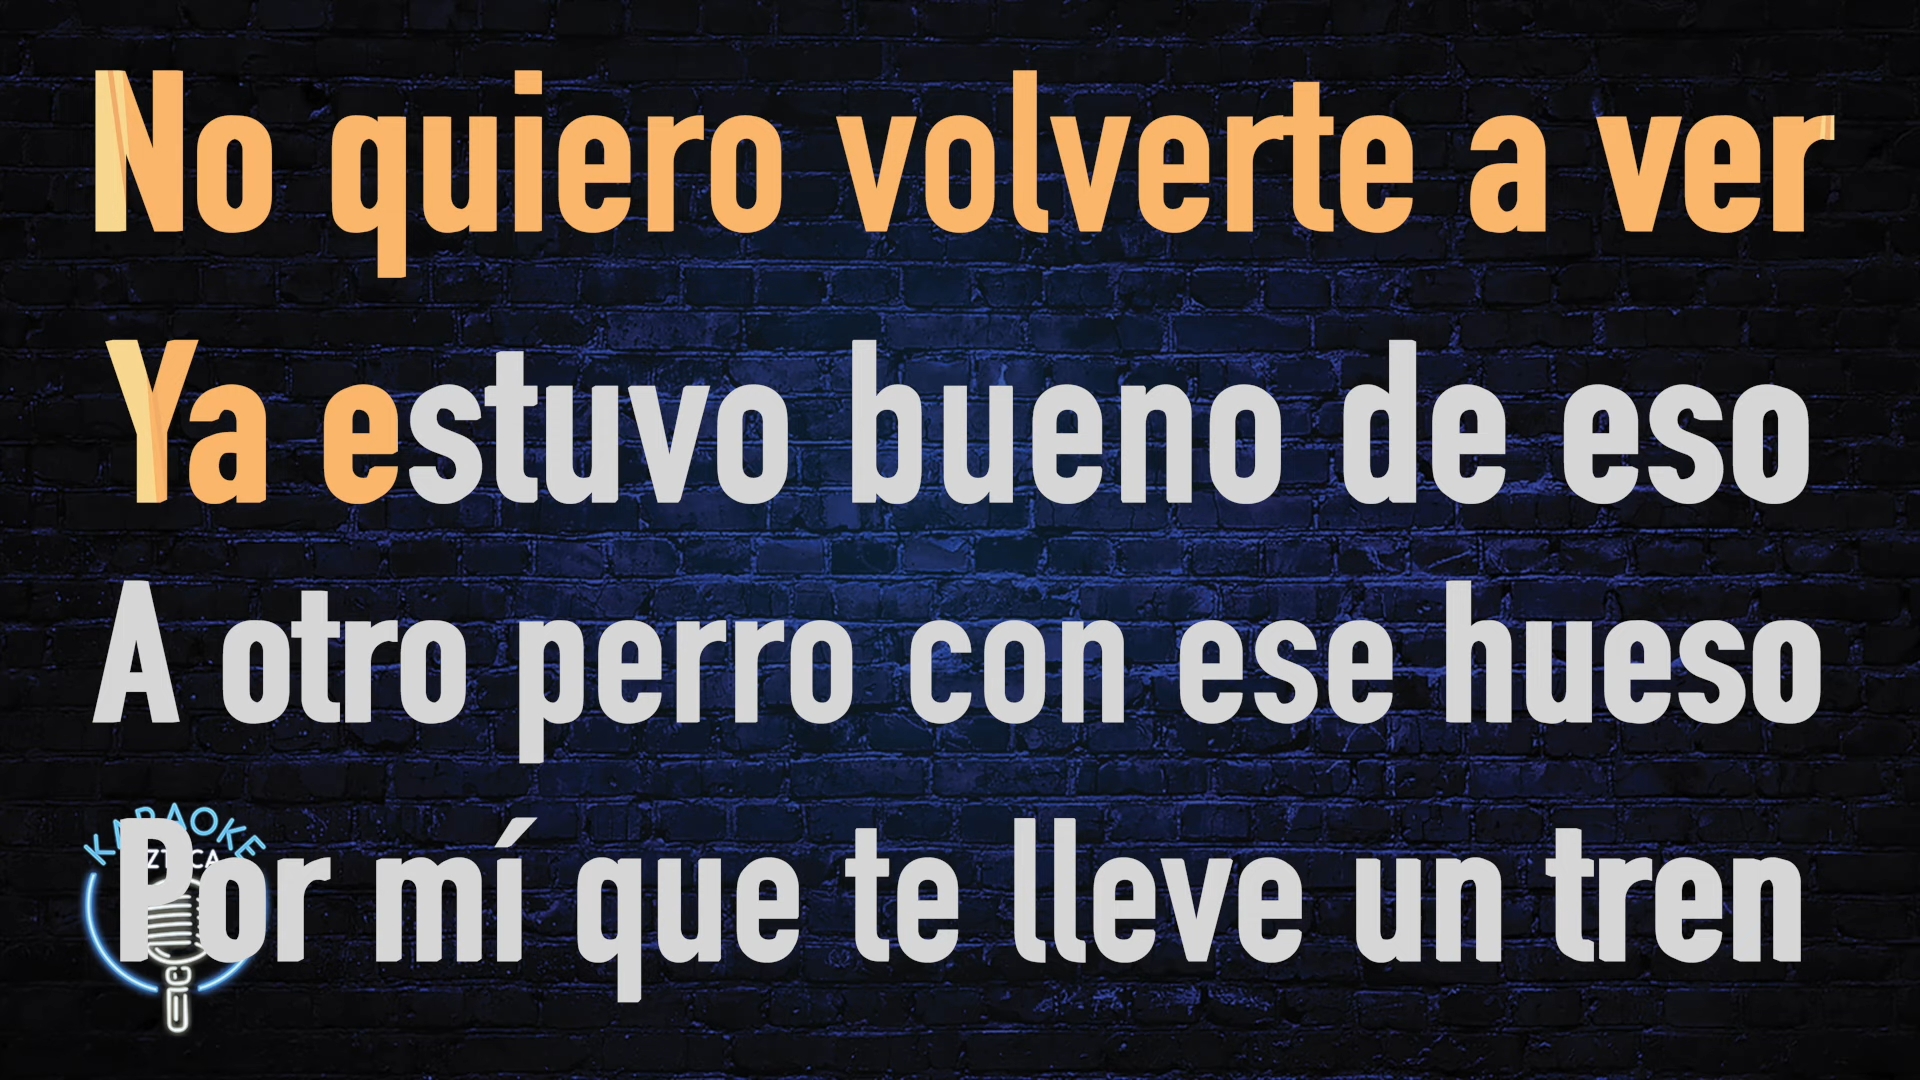 No quiero volverte a ver
Ya estuvo bueno de eso
A otro perro con ese hueso
KARAOKE
Por mí que te lleve un tren